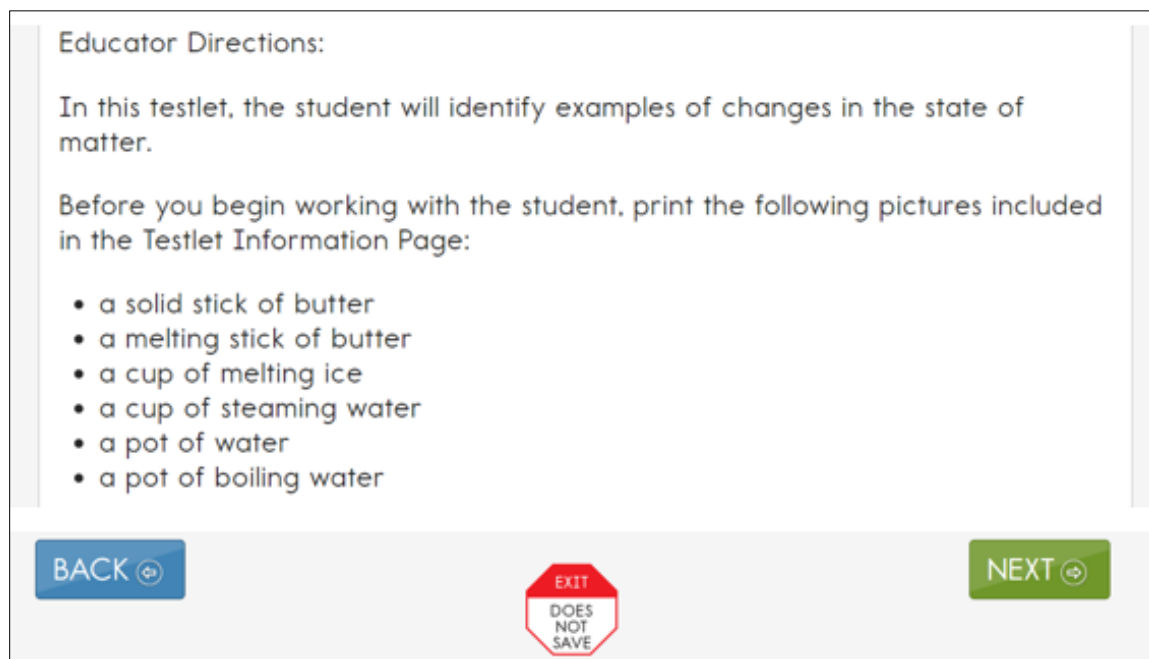 Educator Directions:
In this testlet, the student will identify examples of changes in the state of
matter.
Before you begin working with the student, print the following pictures included
in the Testlet Information Page:
• a solid stick of butter
• a melting stick of butter
• a cup of melting ice
• a cup of steaming water
• a pot of water
• a pot of boiling water
BACK
NEXT
EXIT
DOES
NOT
SAVE